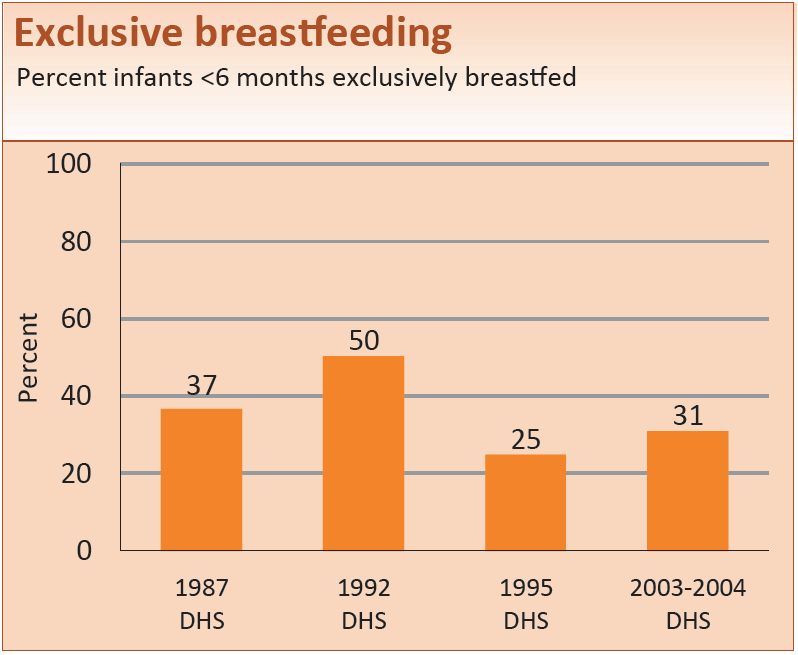 Exclusive breastfeeding
Percent infants <6 months exclusively breastfed
Percent
100
80
60
40
20
0
37
50
25
31
1987
DHS
1992
DHS
1995
DHS
2003-2004
DHS